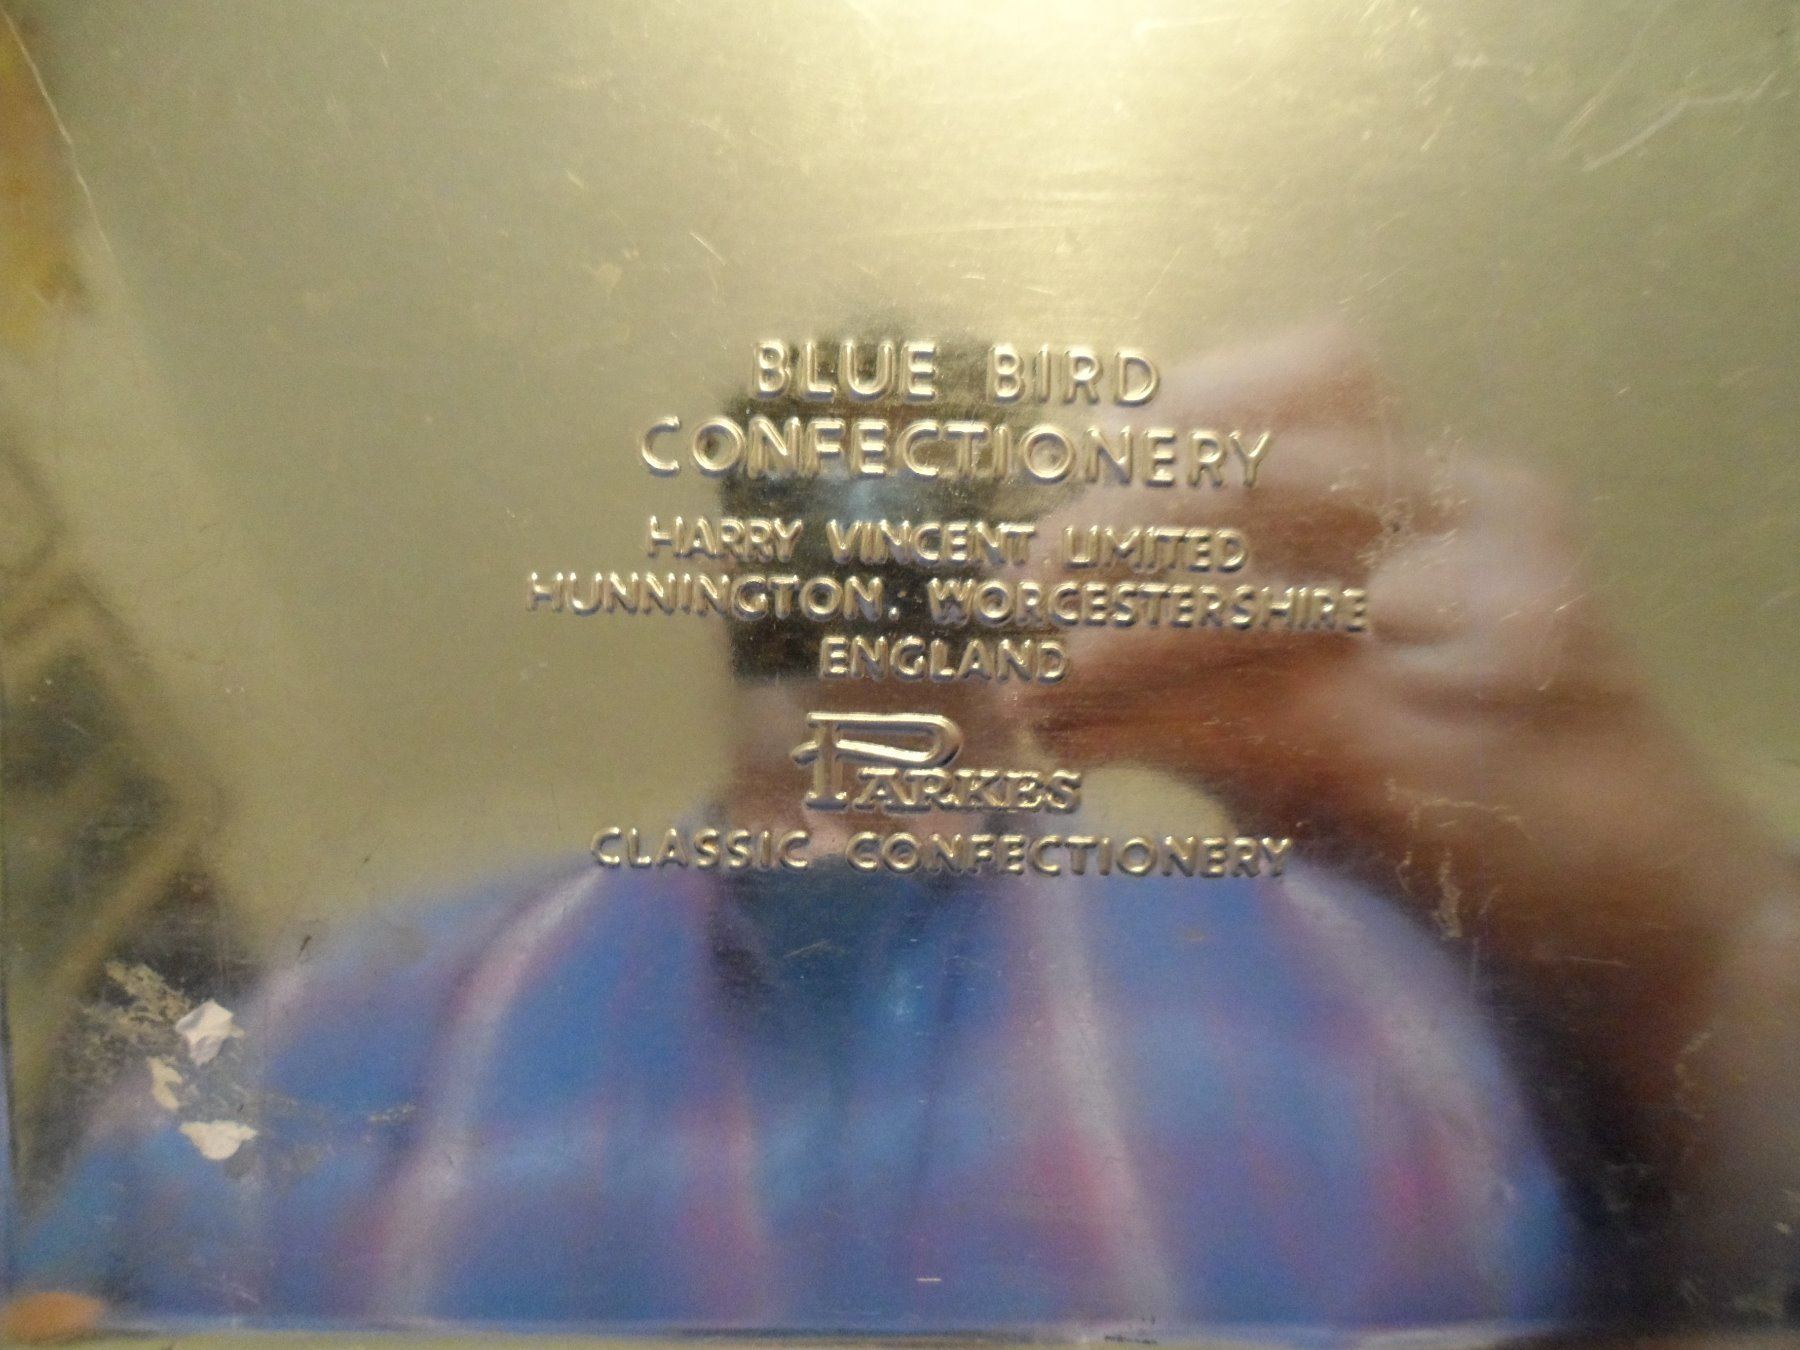 BLUE BIRD
CONFECTIONERY
HARRY VINCENT LIMITED
HUNNINGTON, WORCESTERSHIRE
ENGLAND
PARKES
CLASSIC CONFECTIONERY